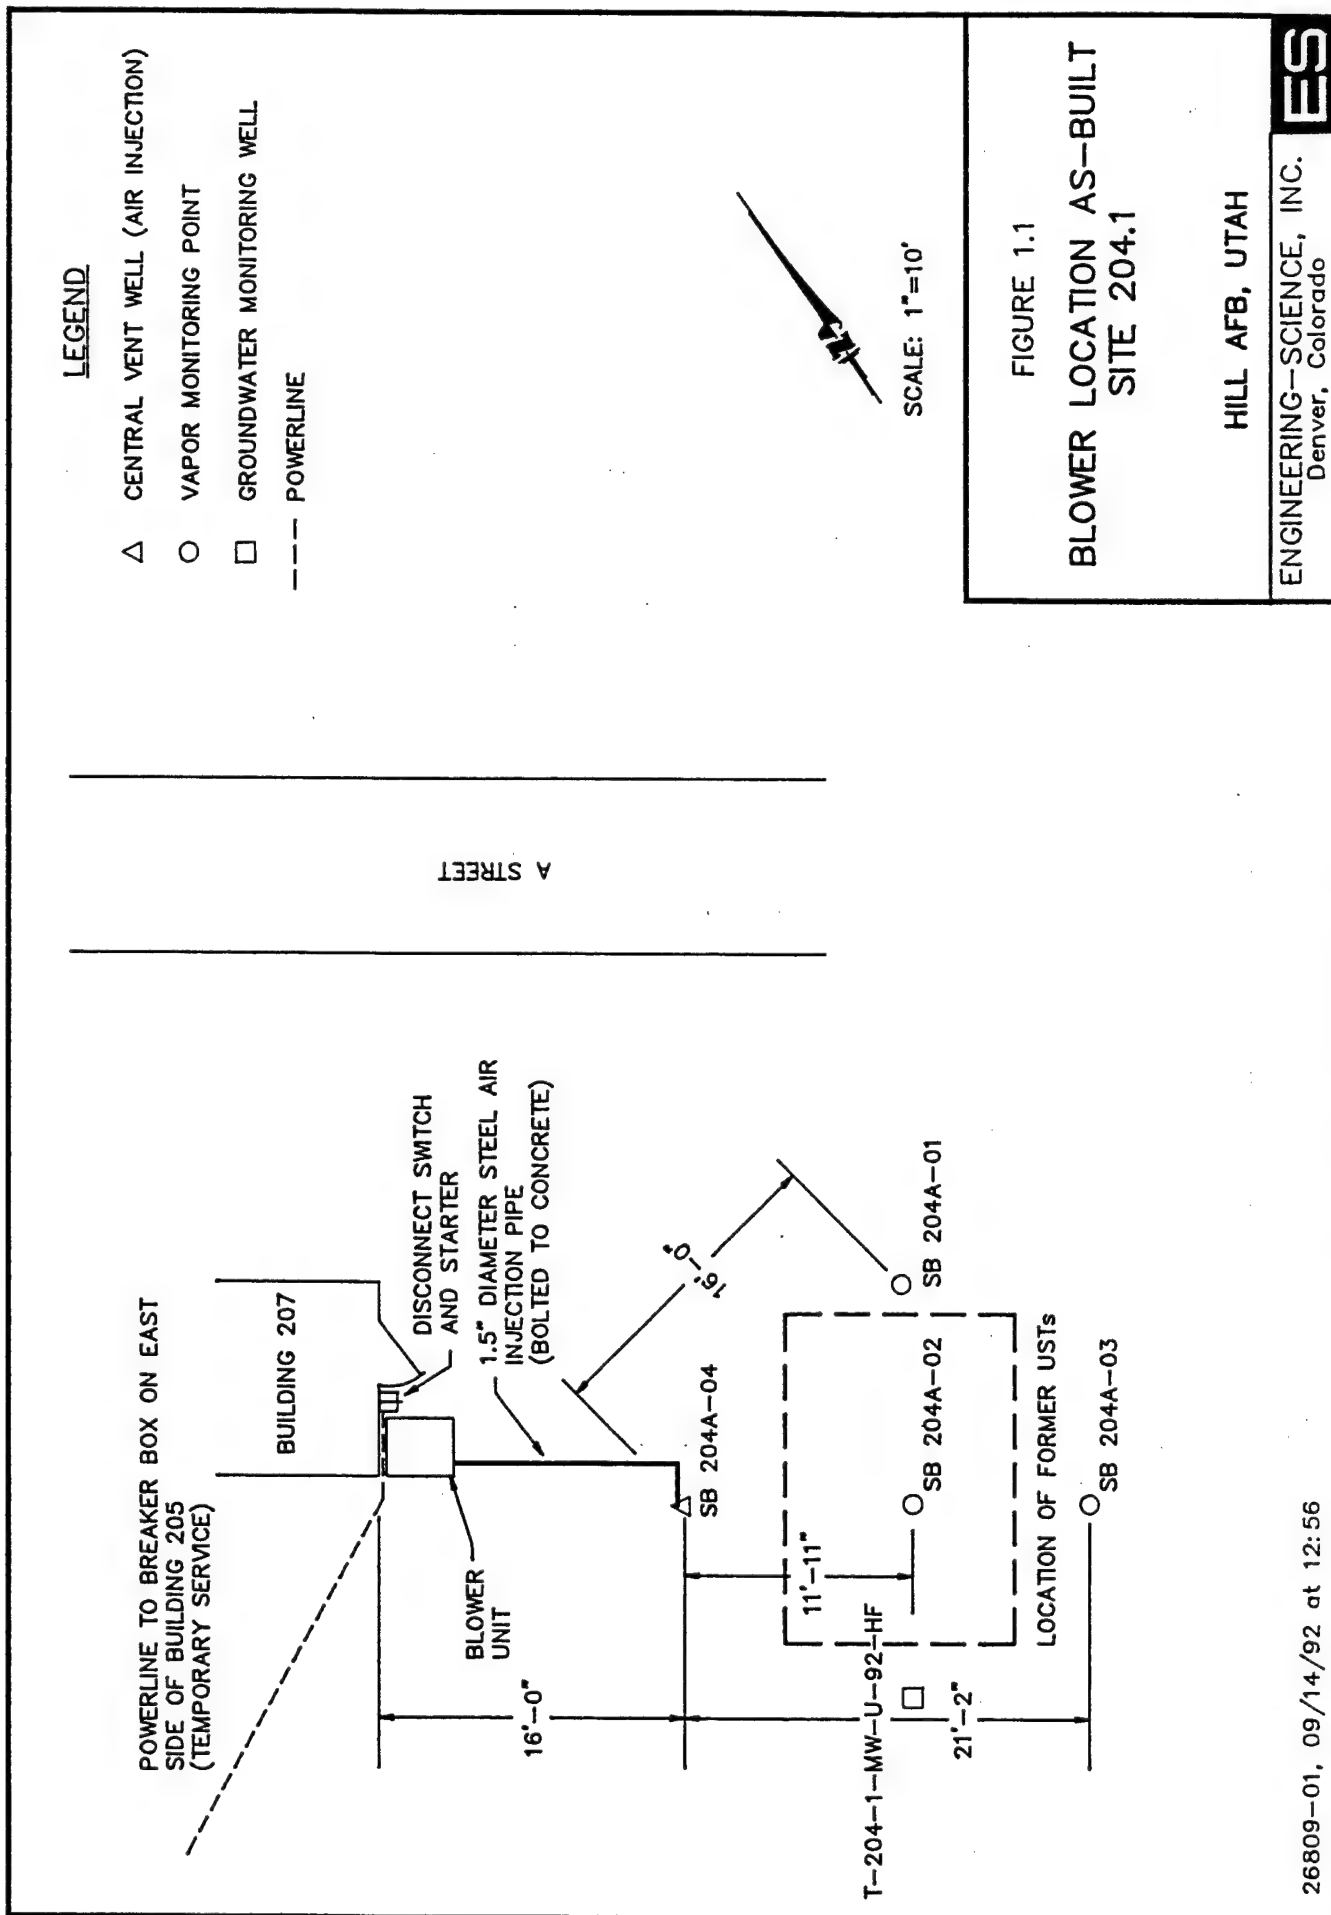 LEGEND
CENTRAL VENT WELL (AIR INJECTION)
VAPOR MONITORING POINT
GROUNDWATER MONITORING WELL
POWERLINE
POWERLINE TO BREAKER BOX ON EAST
SIDE OF BUILDING 205
(TEMPORARY SERVICE)
BUILDING 207
DISCONNECT SWITCH
AND STARTER
1.5" DIAMETER STEEL AIR
INJECTION PIPE
(BOLTED TO CONCRETE)
BLOWER
UNIT
A STREET
16'-0"
16'-0"
SB 204A-04
11'-11"
SB 204A-02
SB 204A-01
T-204-1-MW-U-92-HF
21'-2"
LOCATION OF FORMER USTs
SB 204A-03
N
SCALE: 1"=10'
FIGURE 1.1
BLOWER LOCATION AS-BUILT
SITE 204.1
HILL AFB, UTAH
ENGINEERING-SCIENCE, INC.
Denver, Colorado
ES
26809-01, 09/14/92 at 12:56